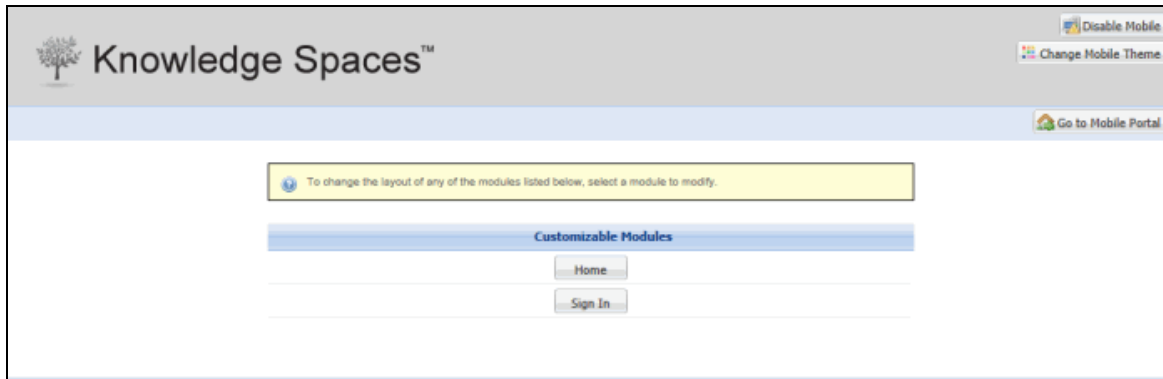 Disable Mobile
Knowledge Spaces™
Change Mobile Theme
Go to Mobile Portal
To change the layout of any of the modules listed below, select a module to modify.
Customizable Modules
Home
Sign In